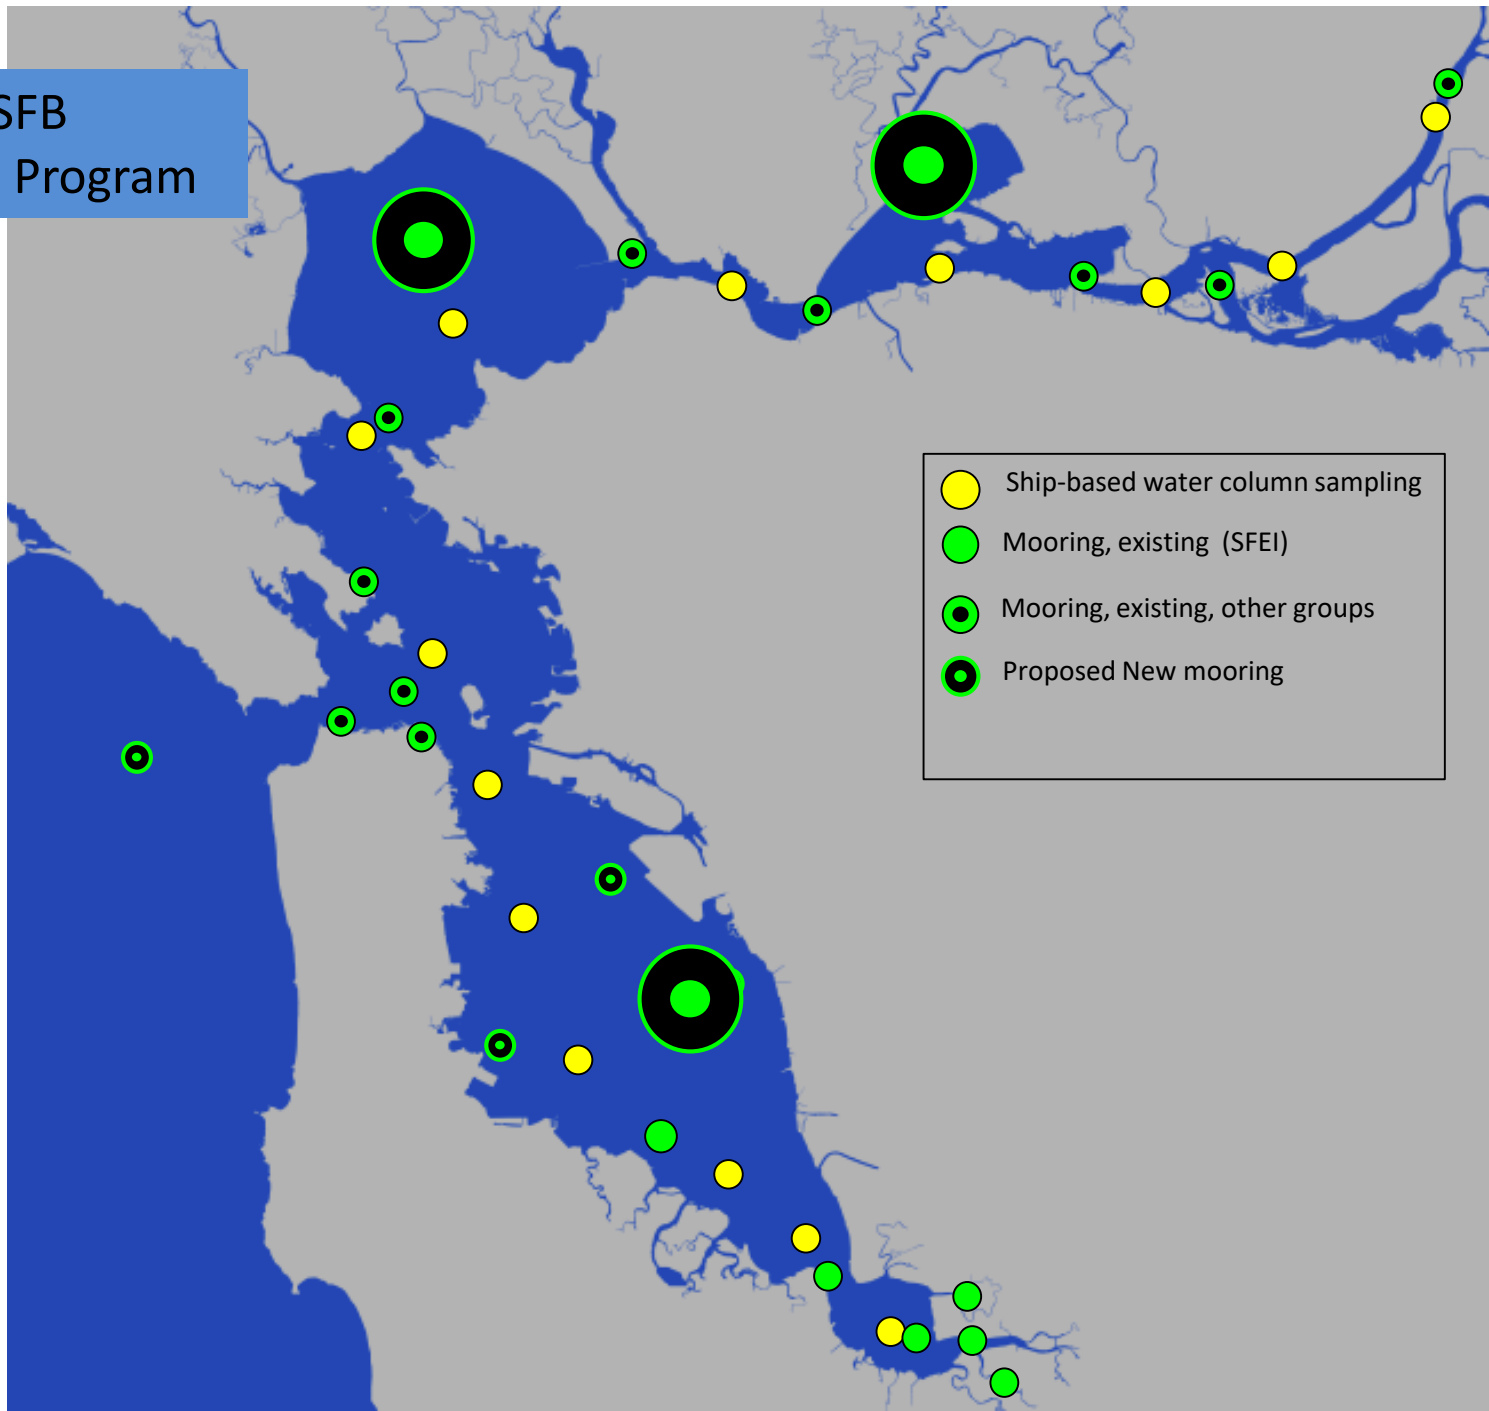 SFB
Program
Ship-based water column sampling
Mooring, existing (SFEI)
Mooring, existing, other groups
Proposed New mooring